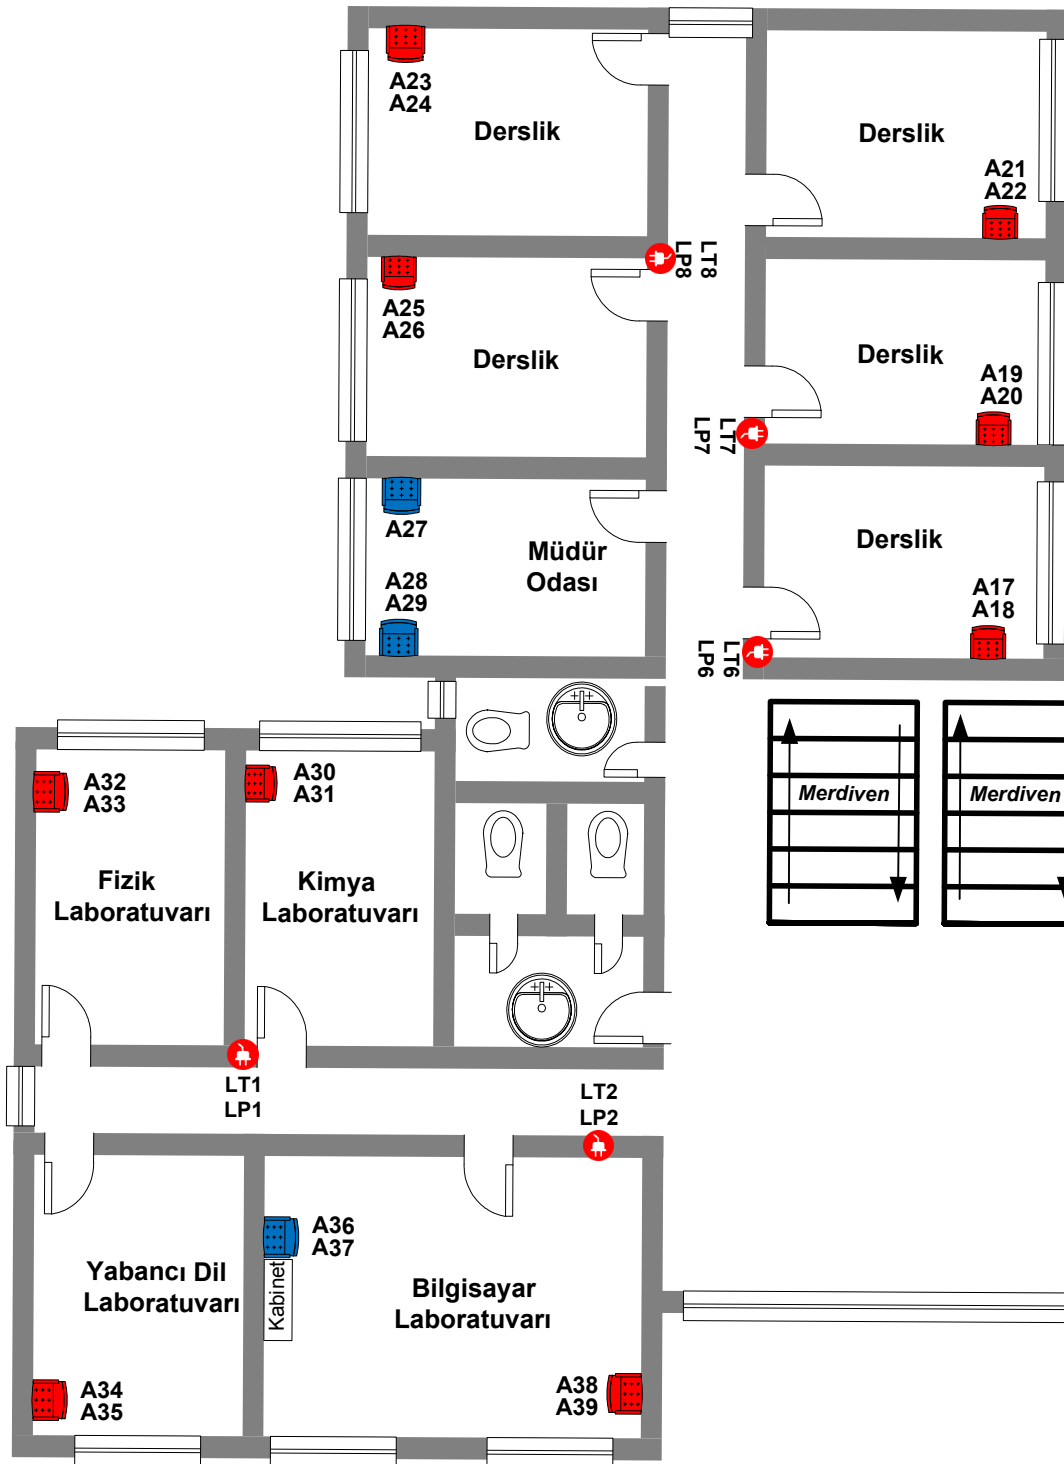 A23
A24
Derslik
Derslik
A21
A22
LT8
LP8
A25
A26
Derslik
Derslik
A19
A20
LT7
LP7
A27
Müdür
Odası
A28
A29
Derslik
A17
A18
LT6
LP6
A32
A33
A30
A31
Merdiven
Merdiven
Fizik
Laboratuvarı
Kimya
Laboratuvarı
LT1
LP1
LT2
LP2
A36
A37
Yabancı Dil
Laboratuvarı
Kabinet
Bilgisayar
Laboratuvarı
A34
A35
A38
A39